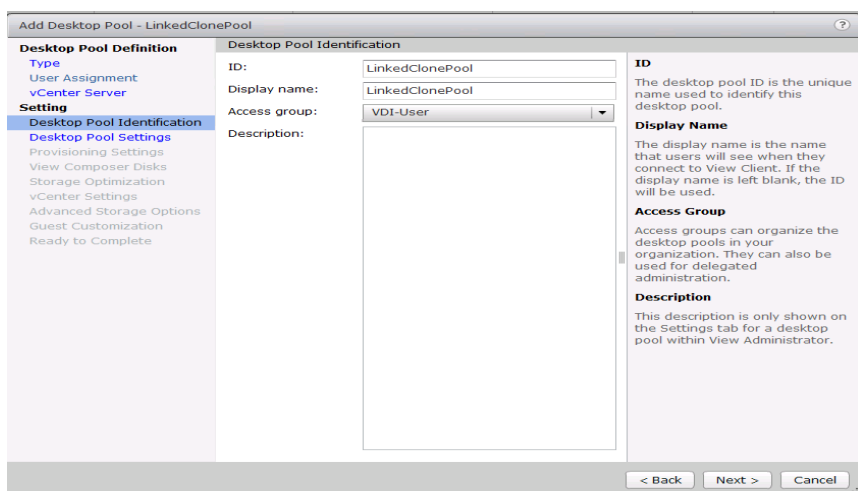 Add Desktop Pool - LinkedClonePool
?
Desktop Pool Definition
Type
User Assignment
vCenter Server
Setting
Desktop Pool Identification
Desktop Pool Settings
Provisioning Settings
View Composer Disks
Storage Optimization
vCenter Settings
Advanced Storage Options
Guest Customization
Ready to Complete
Desktop Pool Identification
ID:
LinkedClonePool
Display name:
LinkedClonePool
Access group:
VDI-User
Description:
ID
The desktop pool ID is the unique
name used to identify this
desktop pool.
Display Name
The display name is the name
that users will see when they
connect to View Client. If the
display name is left blank, the ID
will be used.
Access Group
Access groups can organize the
desktop pools in your
organization. They can also be
used for delegated
administration.
Description
This description is only shown on
the Settings tab for a desktop
pool within View Administrator.
< Back
Next >
Cancel